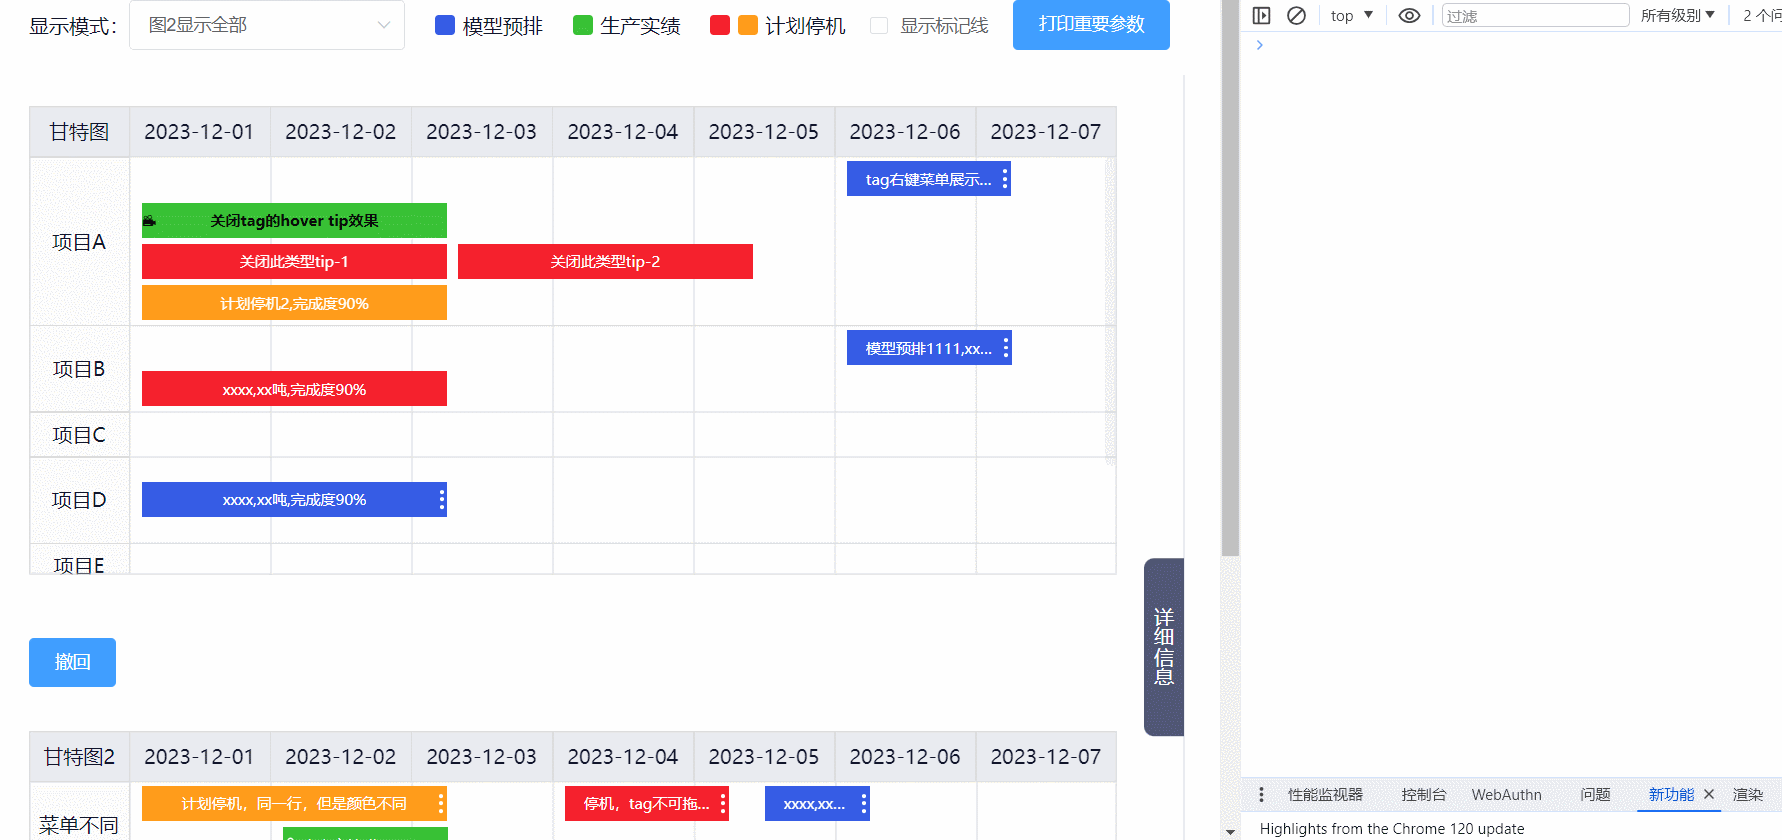 显示模式： 图2显示全部 模型预排 生产实绩 计划停机 显示标记线 打印重要参数
甘特图 2023-12-01 2023-12-02 2023-12-03 2023-12-04 2023-12-05 2023-12-06 2023-12-07
项目A
tag右键菜单展示...
关闭tag的hover tip效果
关闭此类型tip-1 关闭此类型tip-2
计划停机2,完成度90%
项目B
模型预排1111,xx...
xxxx,xx吨,完成度90%
项目C
项目D
xxxx,xx吨,完成度90%
项目E
撤回
详细信息
甘特图2 2023-12-01 2023-12-02 2023-12-03 2023-12-04 2023-12-05 2023-12-06 2023-12-07
菜单不同
计划停机，同一行，但是颜色不同 停机，tag不可拖... xxxx,xx...
top 过滤 所有级别 2 个问
性能监视器 控制台 WebAuthn 问题 新功能 渲染
Highlights from the Chrome 120 update